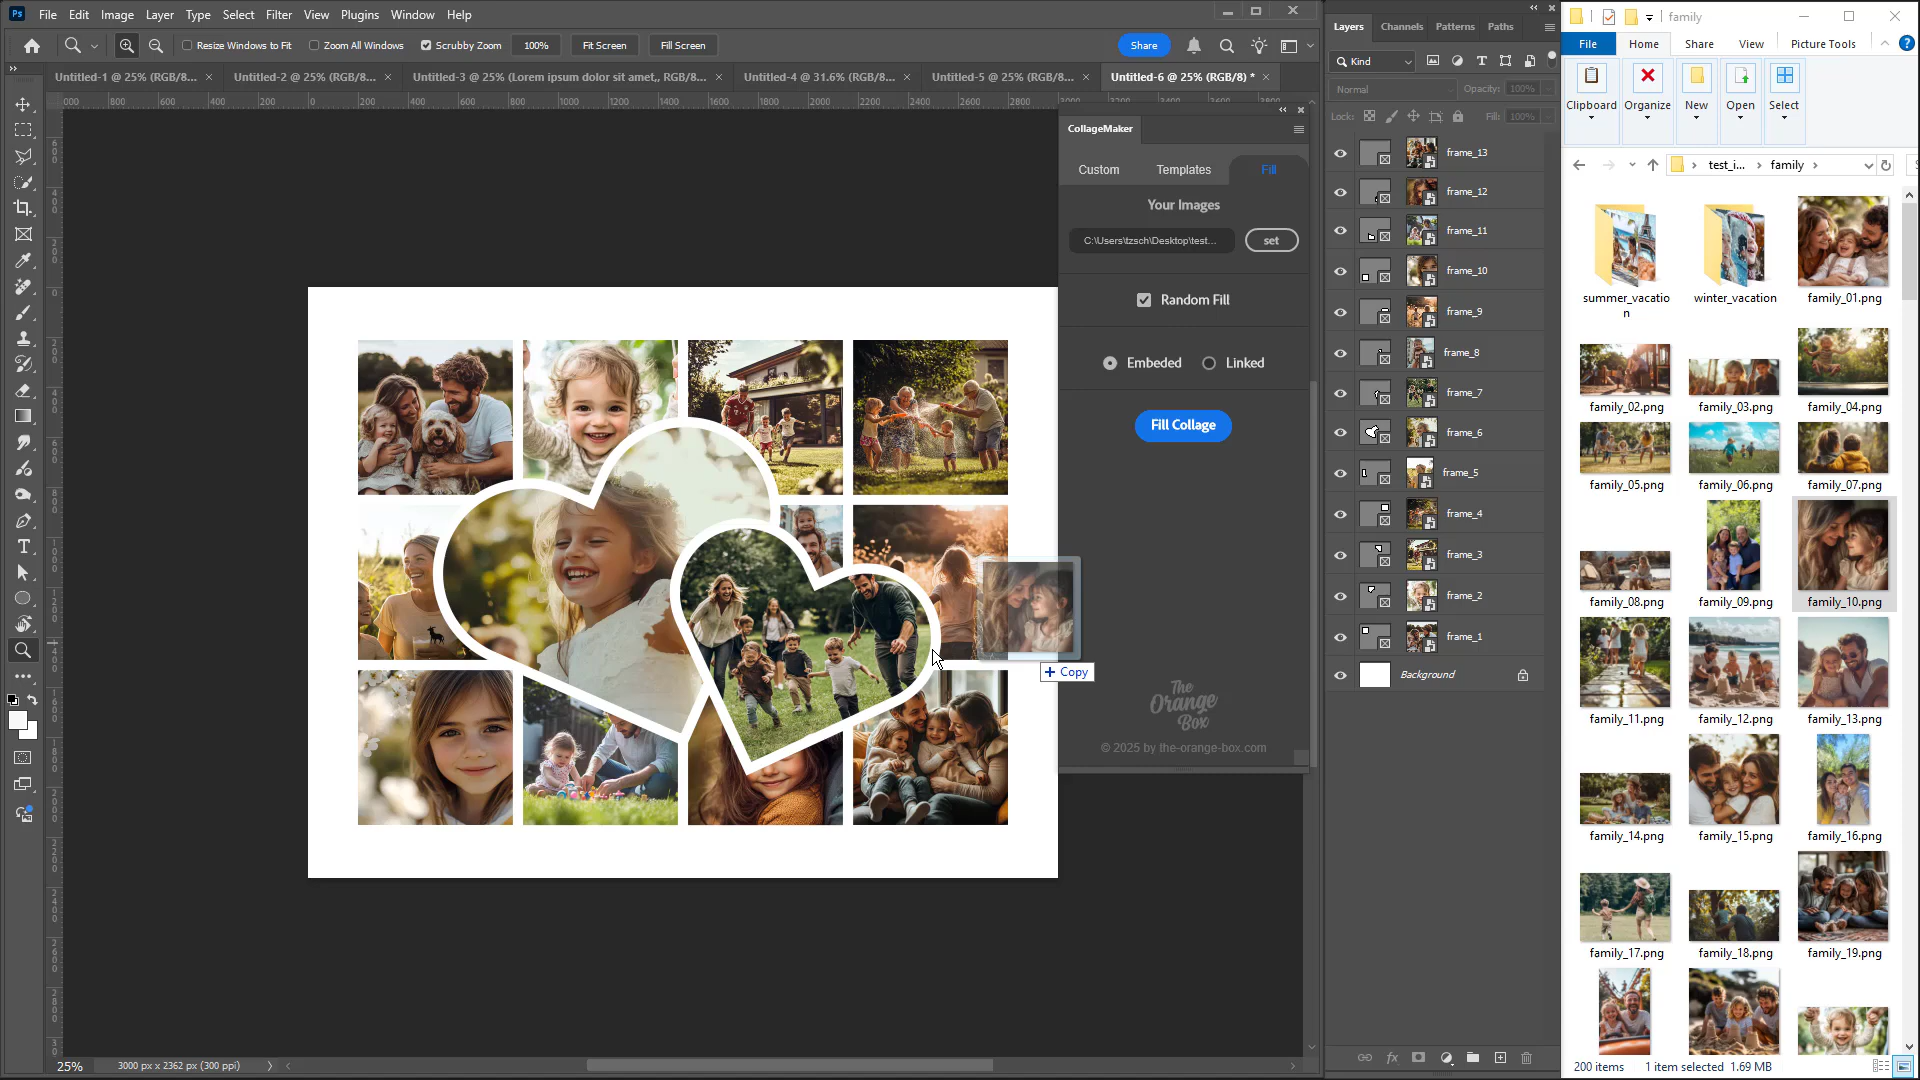 Ps File Edit Image Layer Type Select Filter View Plugins Window Help
Resize Windows to Fit Zoom All Windows Scrubby Zoom 100% Fit Screen Fill Screen Share
Untitled-1 @ 25% (RGB/8... × Untitled-2 @ 25% (RGB/8... × Untitled-3 @ 25% (Lorem ipsum dolor sit amet,, RGB/8... × Untitled-4 @ 31.6% (RGB/8... × Untitled-5 @ 25% (RGB/8... × Untitled-6 @ 25% (RGB/8) * ×
CollageMaker
Custom Templates Fill
Your Images
C:\Users\tzsch\Desktop\test... set
Random Fill
Embeded Linked
Fill Collage
+ Copy
The
Orange
Box
© 2025 by the-orange-box.com
25% 3000 px x 2362 px (300 ppi)
Layers Channels Patterns Paths
Kind
Normal Opacity: 100%
Lock: Fill: 100%
frame_13
frame_12
frame_11
frame_10
frame_9
frame_8
frame_7
frame_6
frame_5
frame_4
frame_3
frame_2
frame_1
Background
fx
family
File Home Share View Picture Tools
Clipboard Organize New Open Select
test_i... family
summer_vacatio
n
winter_vacation
family_01.png
family_02.png family_03.png family_04.png
family_05.png family_06.png family_07.png
family_08.png family_09.png family_10.png
family_11.png family_12.png family_13.png
family_14.png family_15.png family_16.png
family_17.png family_18.png family_19.png
200 items 1 item selected 1.69 MB